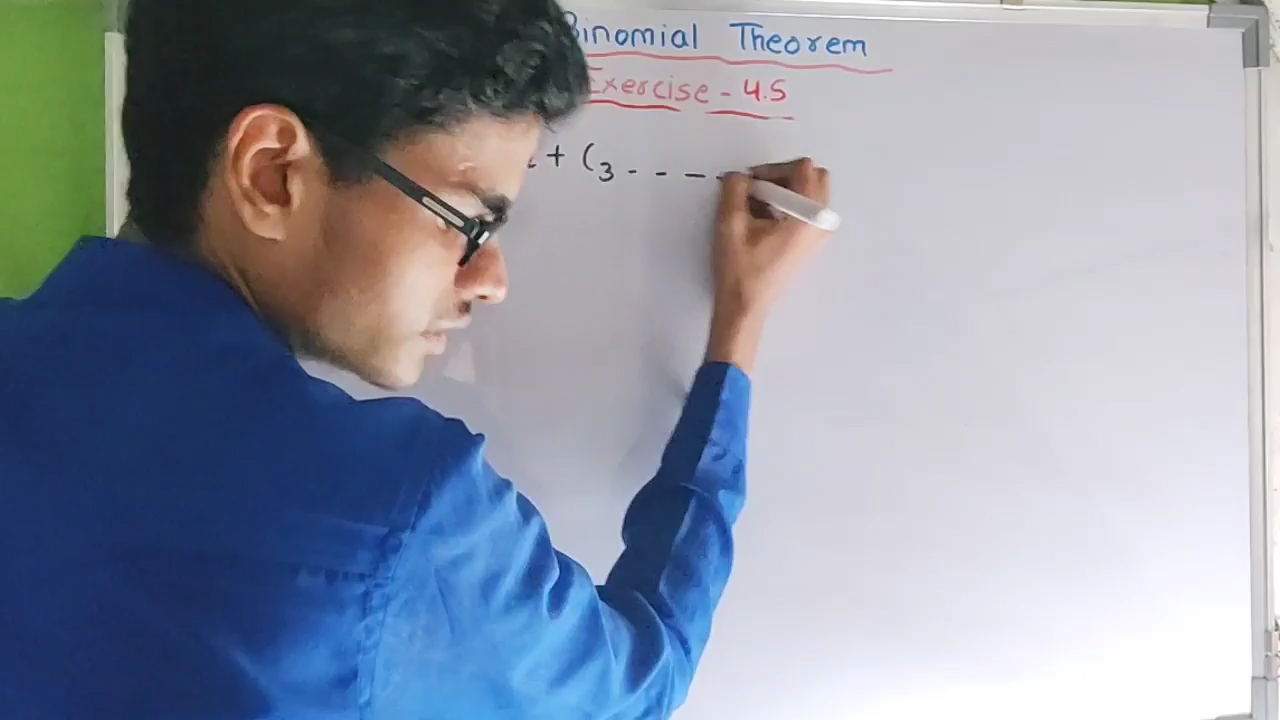 Binomial Theorem
Exercise - 4.5
+ C3 - - - -